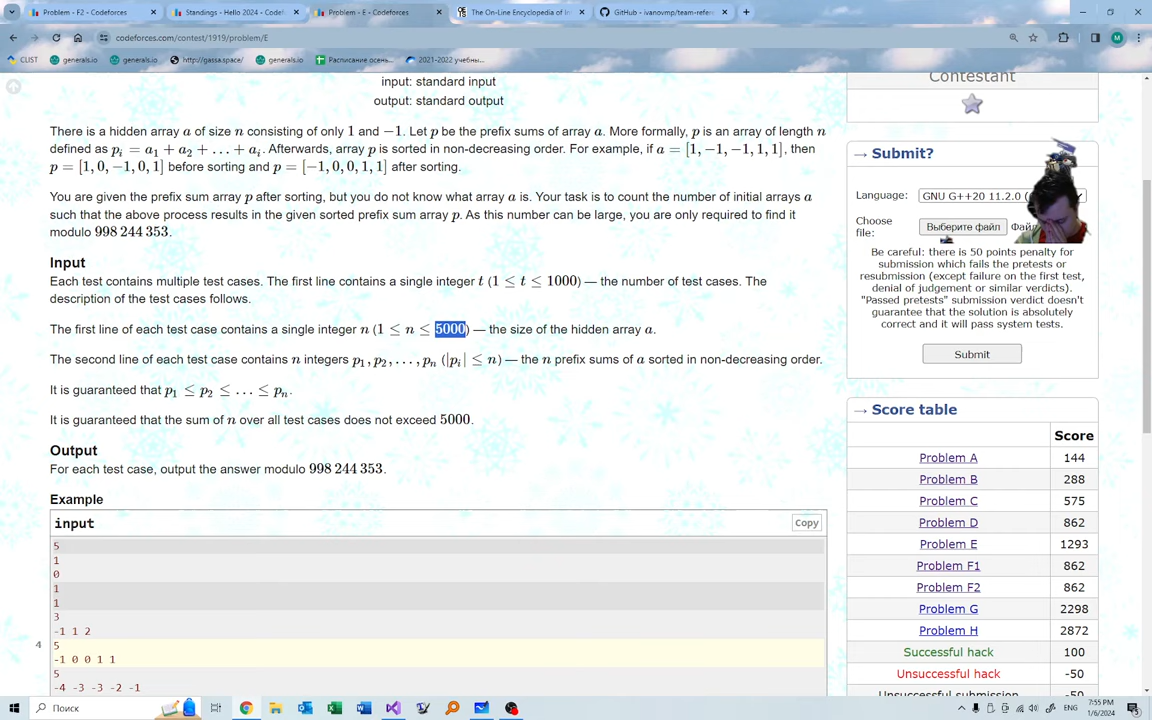 Problem - F2 - Codeforces
Standings - Hello 2024 - Codef
Problem - E - Codeforces
The On-Line Encyclopedia of In
GitHub - ivanovmp/team-refere
codeforces.com/contest/1919/problem/E
CLIST
generals.io
generals.io
http://gassa.space/
generals.io
Расписание осень...
2021-2022 учебны...
input: standard input
output: standard output
There is a hidden array a of size n consisting of only 1 and −1. Let p be the prefix sums of array a. More formally, p is an array of length n
defined as p_i = a_1 + a_2 + … + a_i. Afterwards, array p is sorted in non-decreasing order. For example, if a = [1, −1, −1, 1, 1], then
p = [1, 0, −1, 0, 1] before sorting and p = [−1, 0, 0, 1, 1] after sorting.
You are given the prefix sum array p after sorting, but you do not know what array a is. Your task is to count the number of initial arrays a
such that the above process results in the given sorted prefix sum array p. As this number can be large, you are only required to find it
modulo 998 244 353.
Input
Each test contains multiple test cases. The first line contains a single integer t (1 ≤ t ≤ 1000) — the number of test cases. The
description of the test cases follows.
The first line of each test case contains a single integer n (1 ≤ n ≤ 5000) — the size of the hidden array a.
The second line of each test case contains n integers p_1, p_2, …, p_n (|p_i| ≤ n) — the n prefix sums of a sorted in non-decreasing order.
It is guaranteed that p_1 ≤ p_2 ≤ … ≤ p_n.
It is guaranteed that the sum of n over all test cases does not exceed 5000.
Output
For each test case, output the answer modulo 998 244 353.
Example
input
Copy
5
1
0
1
1
3
-1 1 2
4
5
-1 0 0 1 1
5
-4 -3 -3 -2 -1
Contestant
→ Submit?
Language:
GNU G++20 11.2.0 (
Choose
file:
Выберите файл
Файл
Be careful: there is 50 points penalty for
submission which fails the pretests or
resubmission (except failure on the first test,
denial of judgement or similar verdicts).
"Passed pretests" submission verdict doesn't
guarantee that the solution is absolutely
correct and it will pass system tests.
Submit
→ Score table
Score
Problem A 144
Problem B 288
Problem C 575
Problem D 862
Problem E 1293
Problem F1 862
Problem F2 862
Problem G 2298
Problem H 2872
Successful hack 100
Unsuccessful hack -50
Unsuccessful submission -50
Поиск
ENG
7:55 PM
1/6/2024